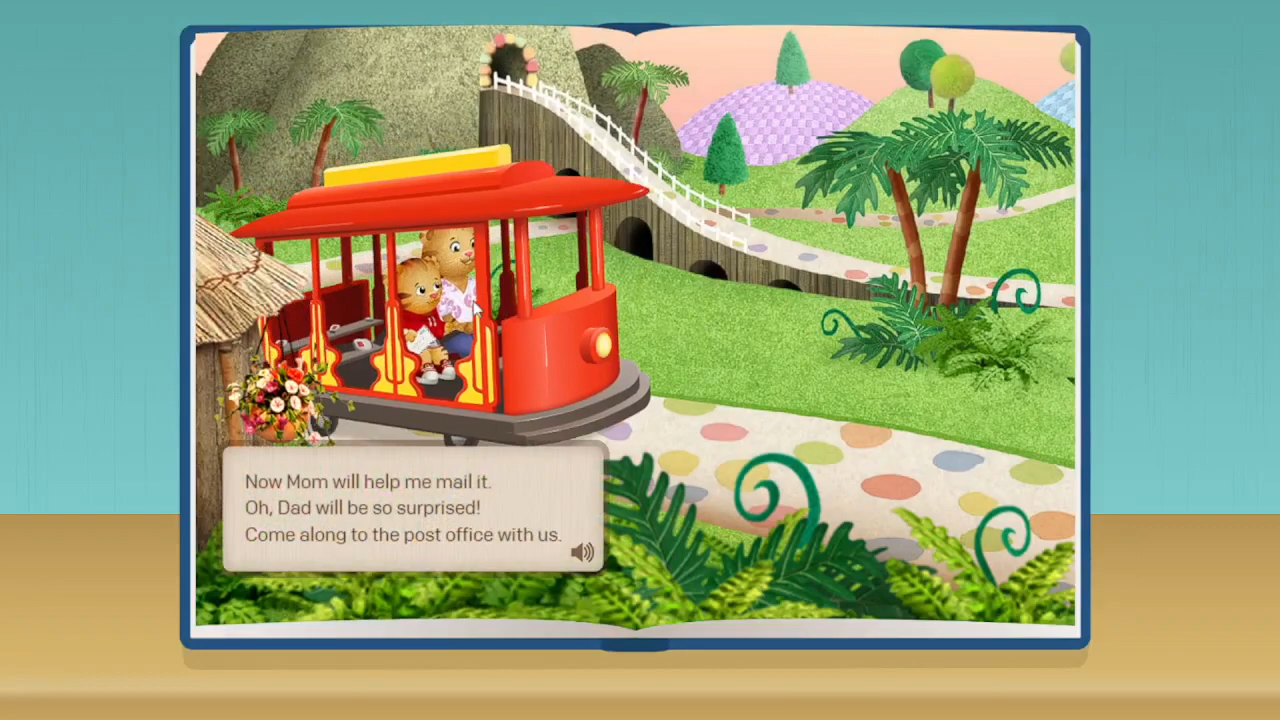 Now Mom will help me mail it.
Oh, Dad will be so surprised!
Come along to the post office with us.